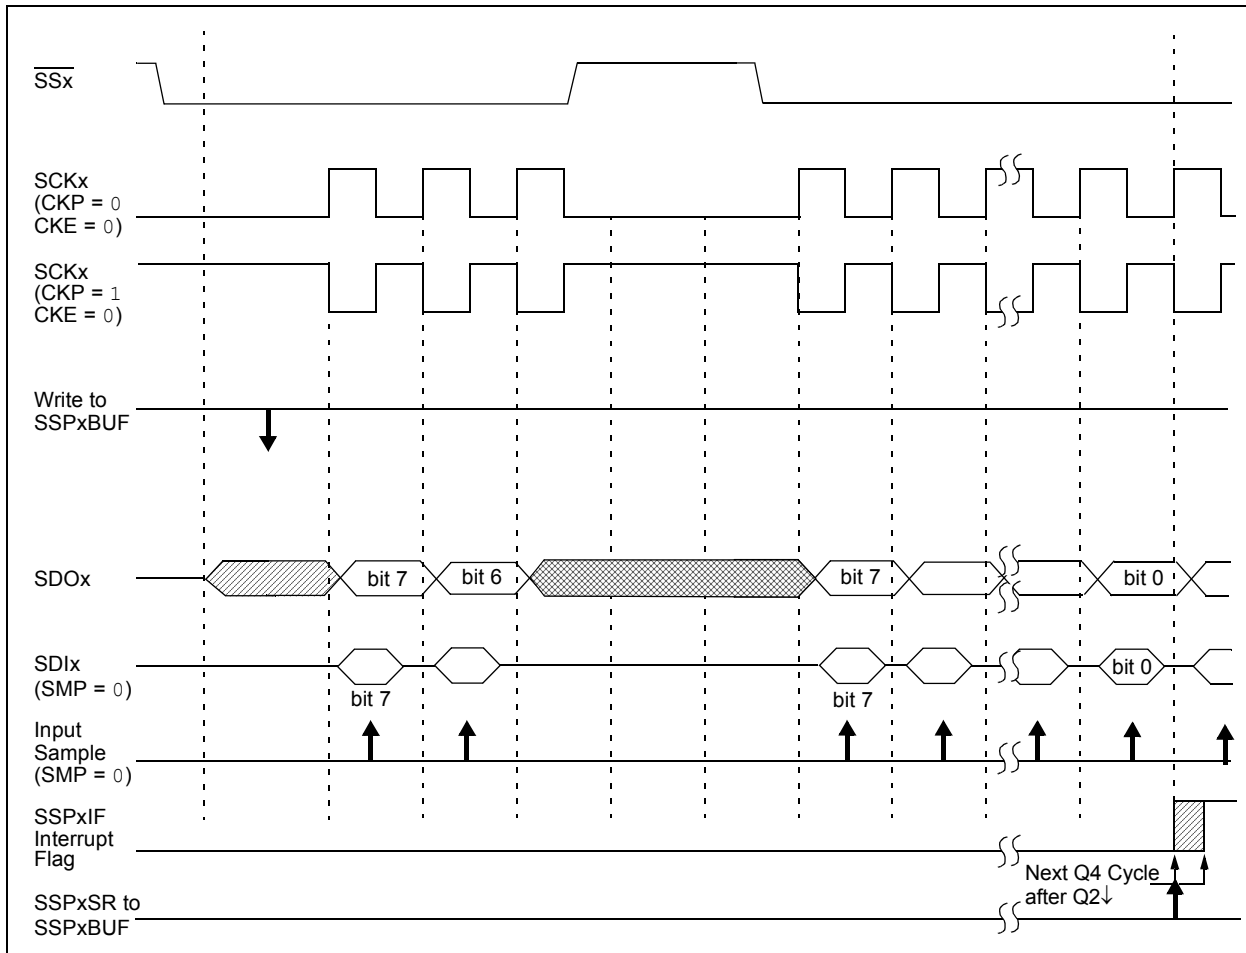 SSx
SCKx
(CKP = 0
CKE = 0)
SCKx
(CKP = 1
CKE = 0)
Write to
SSPxBUF
SDOx
bit 7
bit 6
bit 7
bit 0
SDIx
(SMP = 0)
bit 7
bit 7
bit 0
Input
Sample
(SMP = 0)
SSPxIF
Interrupt
Flag
Next Q4 Cycle
after Q2↓
SSPxSR to
SSPxBUF